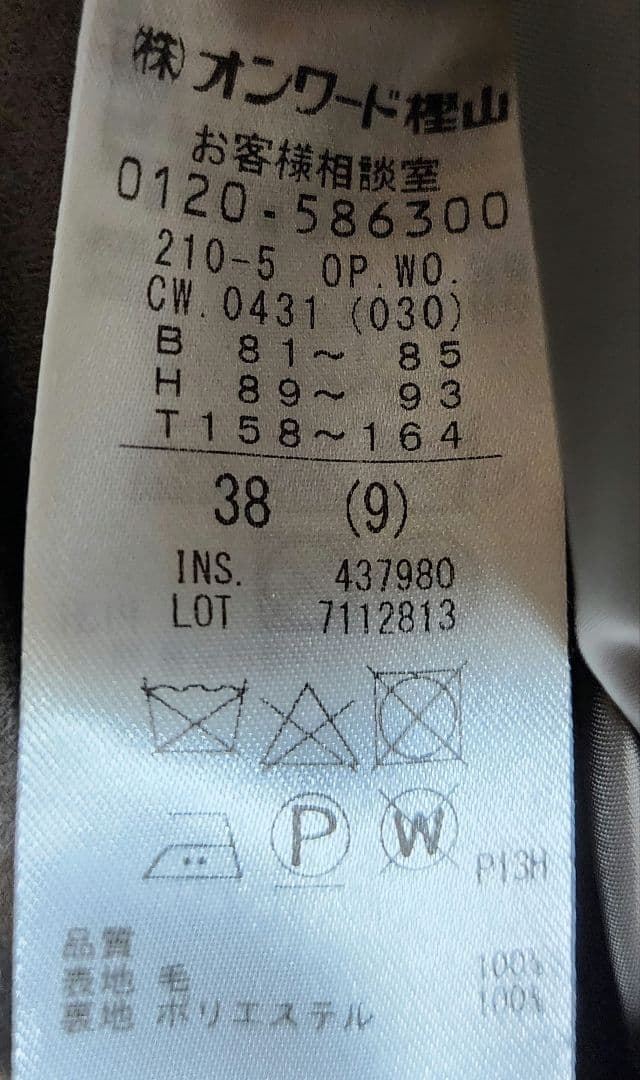 (株)オンワード樫山
お客様相談室
0120-586300
210-5 OP.WO.
CW.0431 (030)
B 81～ 85
H 89～ 93
T158～164
38 (9)
INS. 437980
LOT 7112813
P W
P13H
品質
表地 毛 100%
裏地 ポリエステル 100%